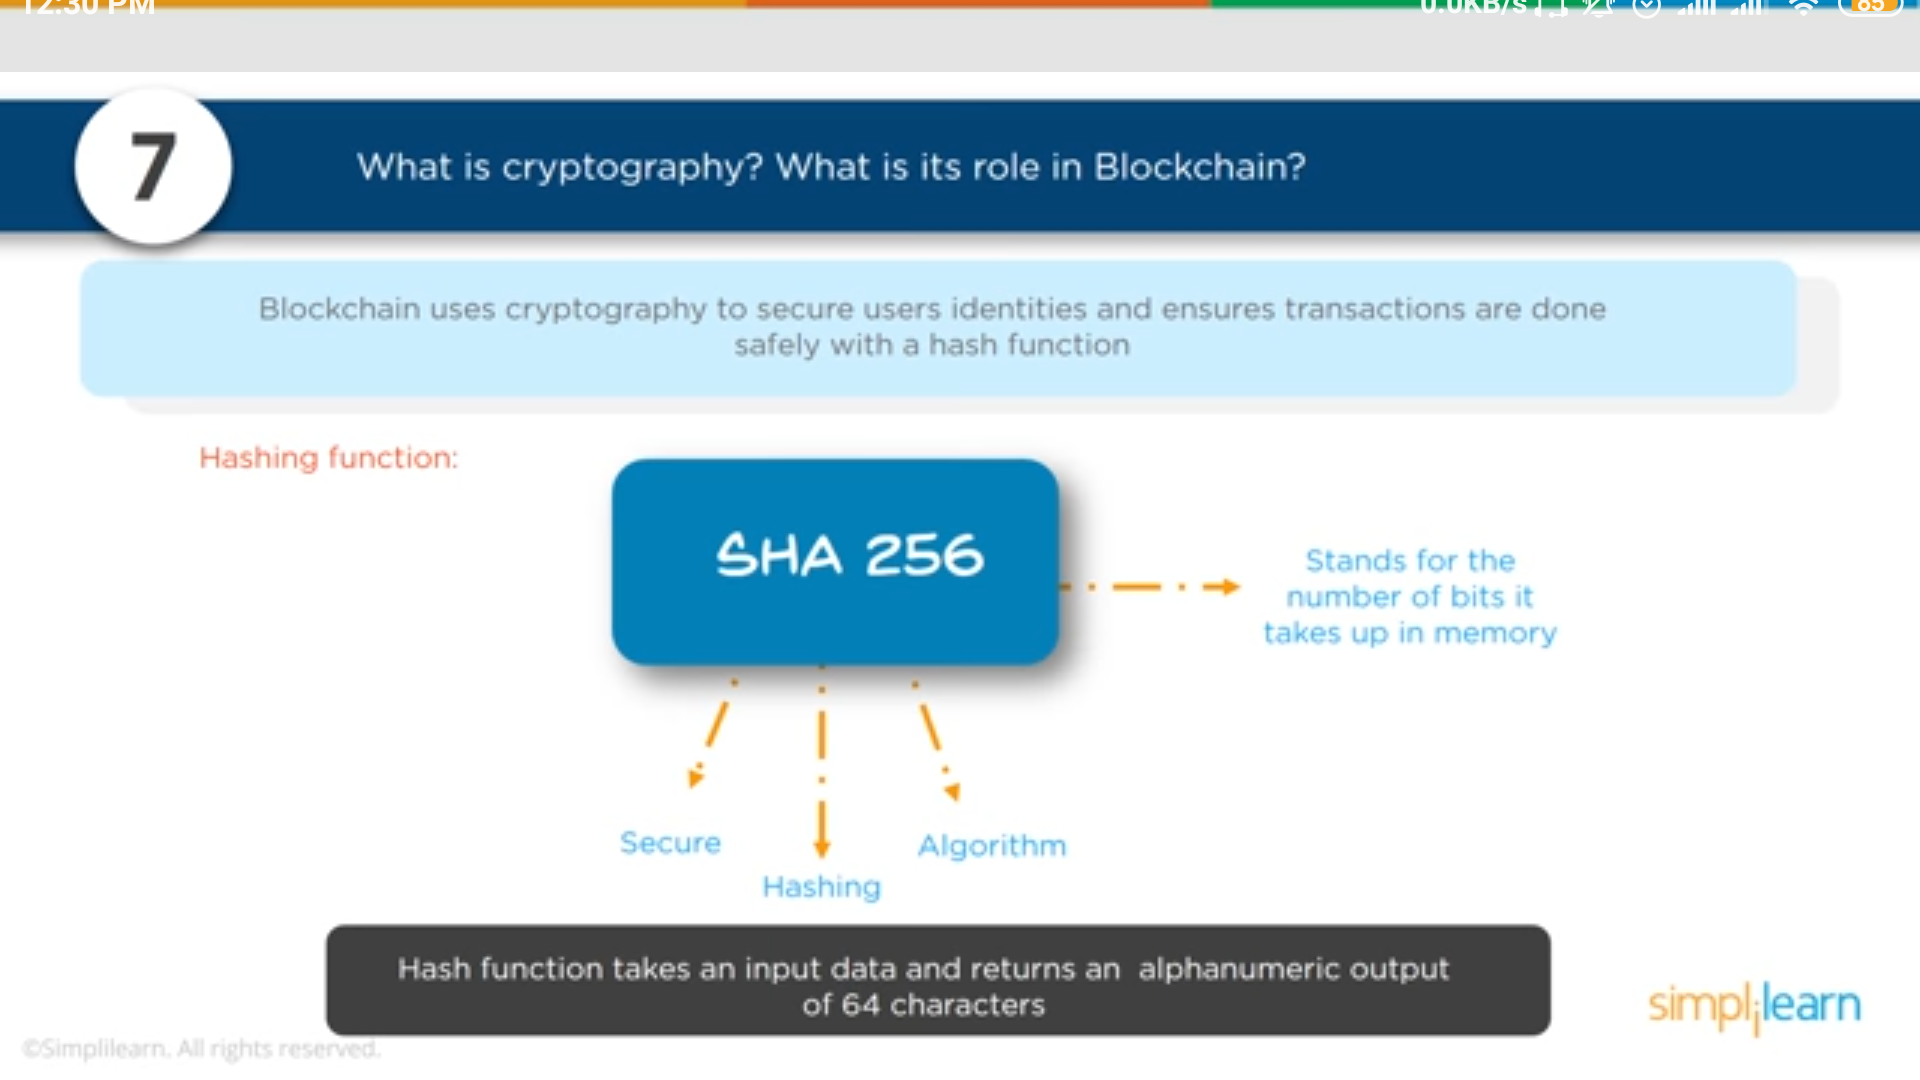 12:30 PM
0.0KB/s
85
7
What is cryptography? What is its role in Blockchain?
Blockchain uses cryptography to secure users identities and ensures transactions are done
safely with a hash function
Hashing function:
SHA 256
Stands for the
number of bits it
takes up in memory
Secure
Hashing
Algorithm
Hash function takes an input data and returns an alphanumeric output
of 64 characters
simplilearn
©Simplilearn. All rights reserved.